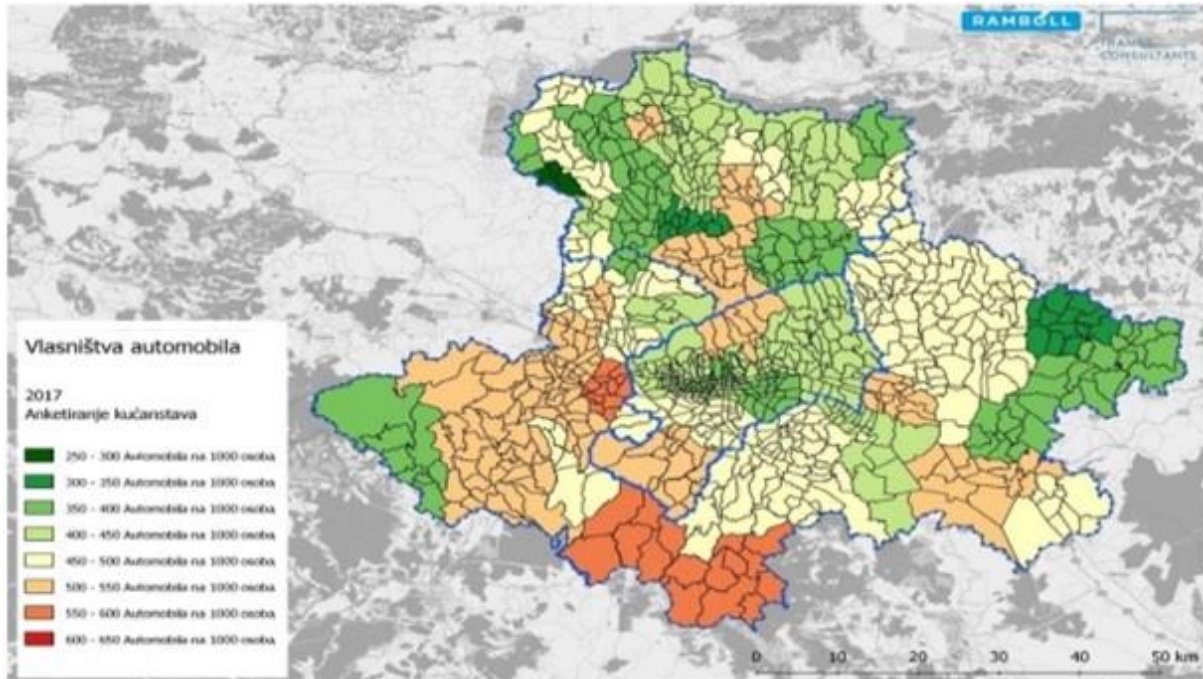 RAMBOLL
CONSULTANTS
Vlasništva automobila
2017
Anketiranje kućanstava
250 - 300 Automobila na 1000 osoba
300 - 350 Automobila na 1000 osoba
350 - 400 Automobila na 1000 osoba
400 - 450 Automobila na 1000 osoba
450 - 500 Automobila na 1000 osoba
500 - 550 Automobila na 1000 osoba
550 - 600 Automobila na 1000 osoba
600 - 650 Automobila na 1000 osoba
0 10 20 30 40 50 km